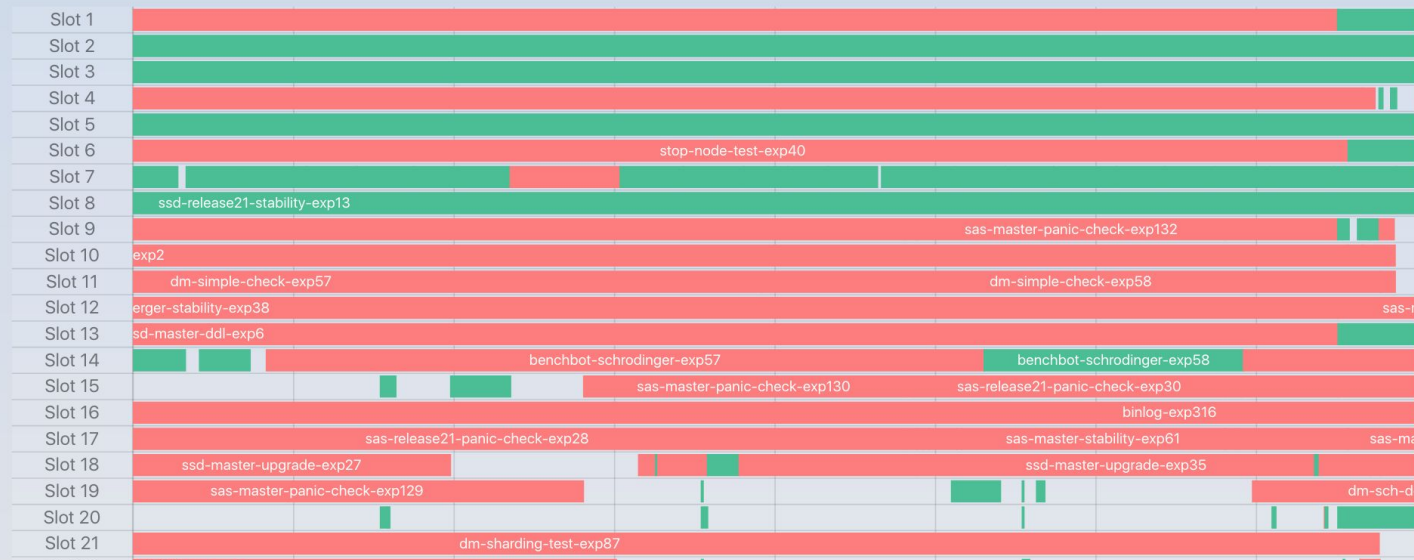 Slot 1
Slot 2
Slot 3
Slot 4
Slot 5
Slot 6 stop-node-test-exp40
Slot 7
Slot 8 ssd-release21-stability-exp13
Slot 9 sas-master-panic-check-exp132
Slot 10 exp2
Slot 11 dm-simple-check-exp57 dm-simple-check-exp58
Slot 12 erger-stability-exp38 sas-r
Slot 13 sd-master-ddl-exp6
Slot 14 benchbot-schrodinger-exp57 benchbot-schrodinger-exp58
Slot 15 sas-master-panic-check-exp130 sas-release21-panic-check-exp30
Slot 16 binlog-exp316
Slot 17 sas-release21-panic-check-exp28 sas-master-stability-exp61 sas-ma
Slot 18 ssd-master-upgrade-exp27 ssd-master-upgrade-exp35
Slot 19 sas-master-panic-check-exp129 dm-sch-d
Slot 20
Slot 21 dm-sharding-test-exp87